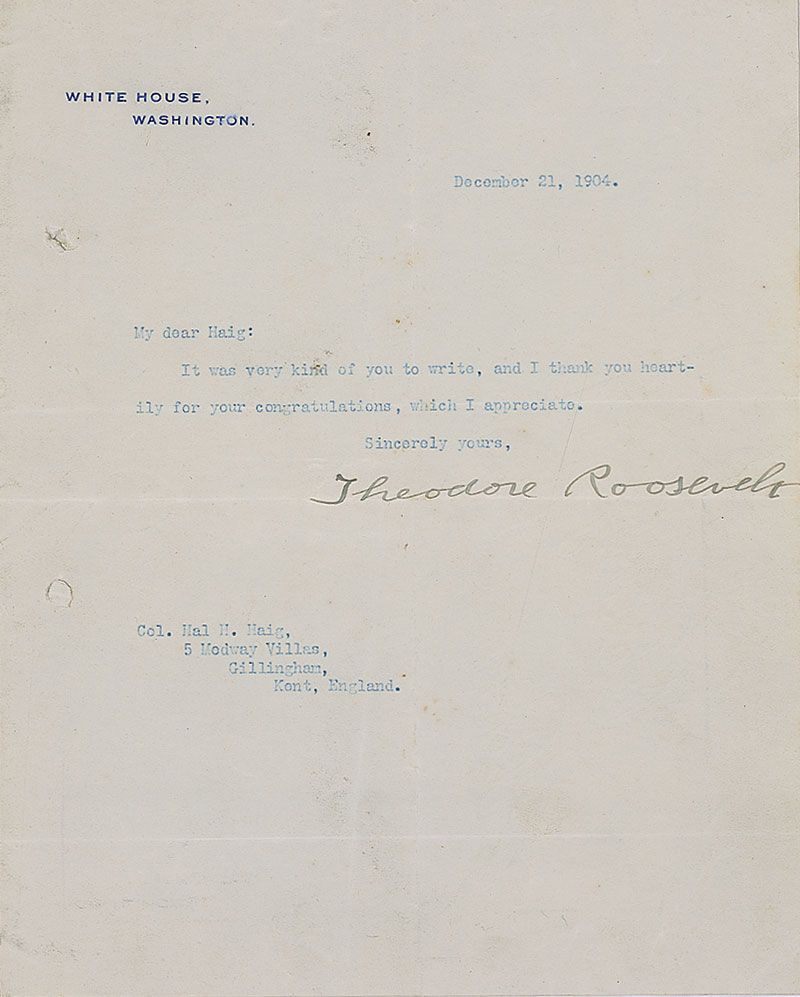 WHITE HOUSE,
WASHINGTON.
December 21, 1904.
My dear Haig:
It was very kind of you to write, and I thank you heart-
ily for your congratulations, which I appreciate.
Sincerely yours,
Theodore Roosevelt
Col. Hal H. Haig,
5 Medway Villas,
Gillingham,
Kent, England.